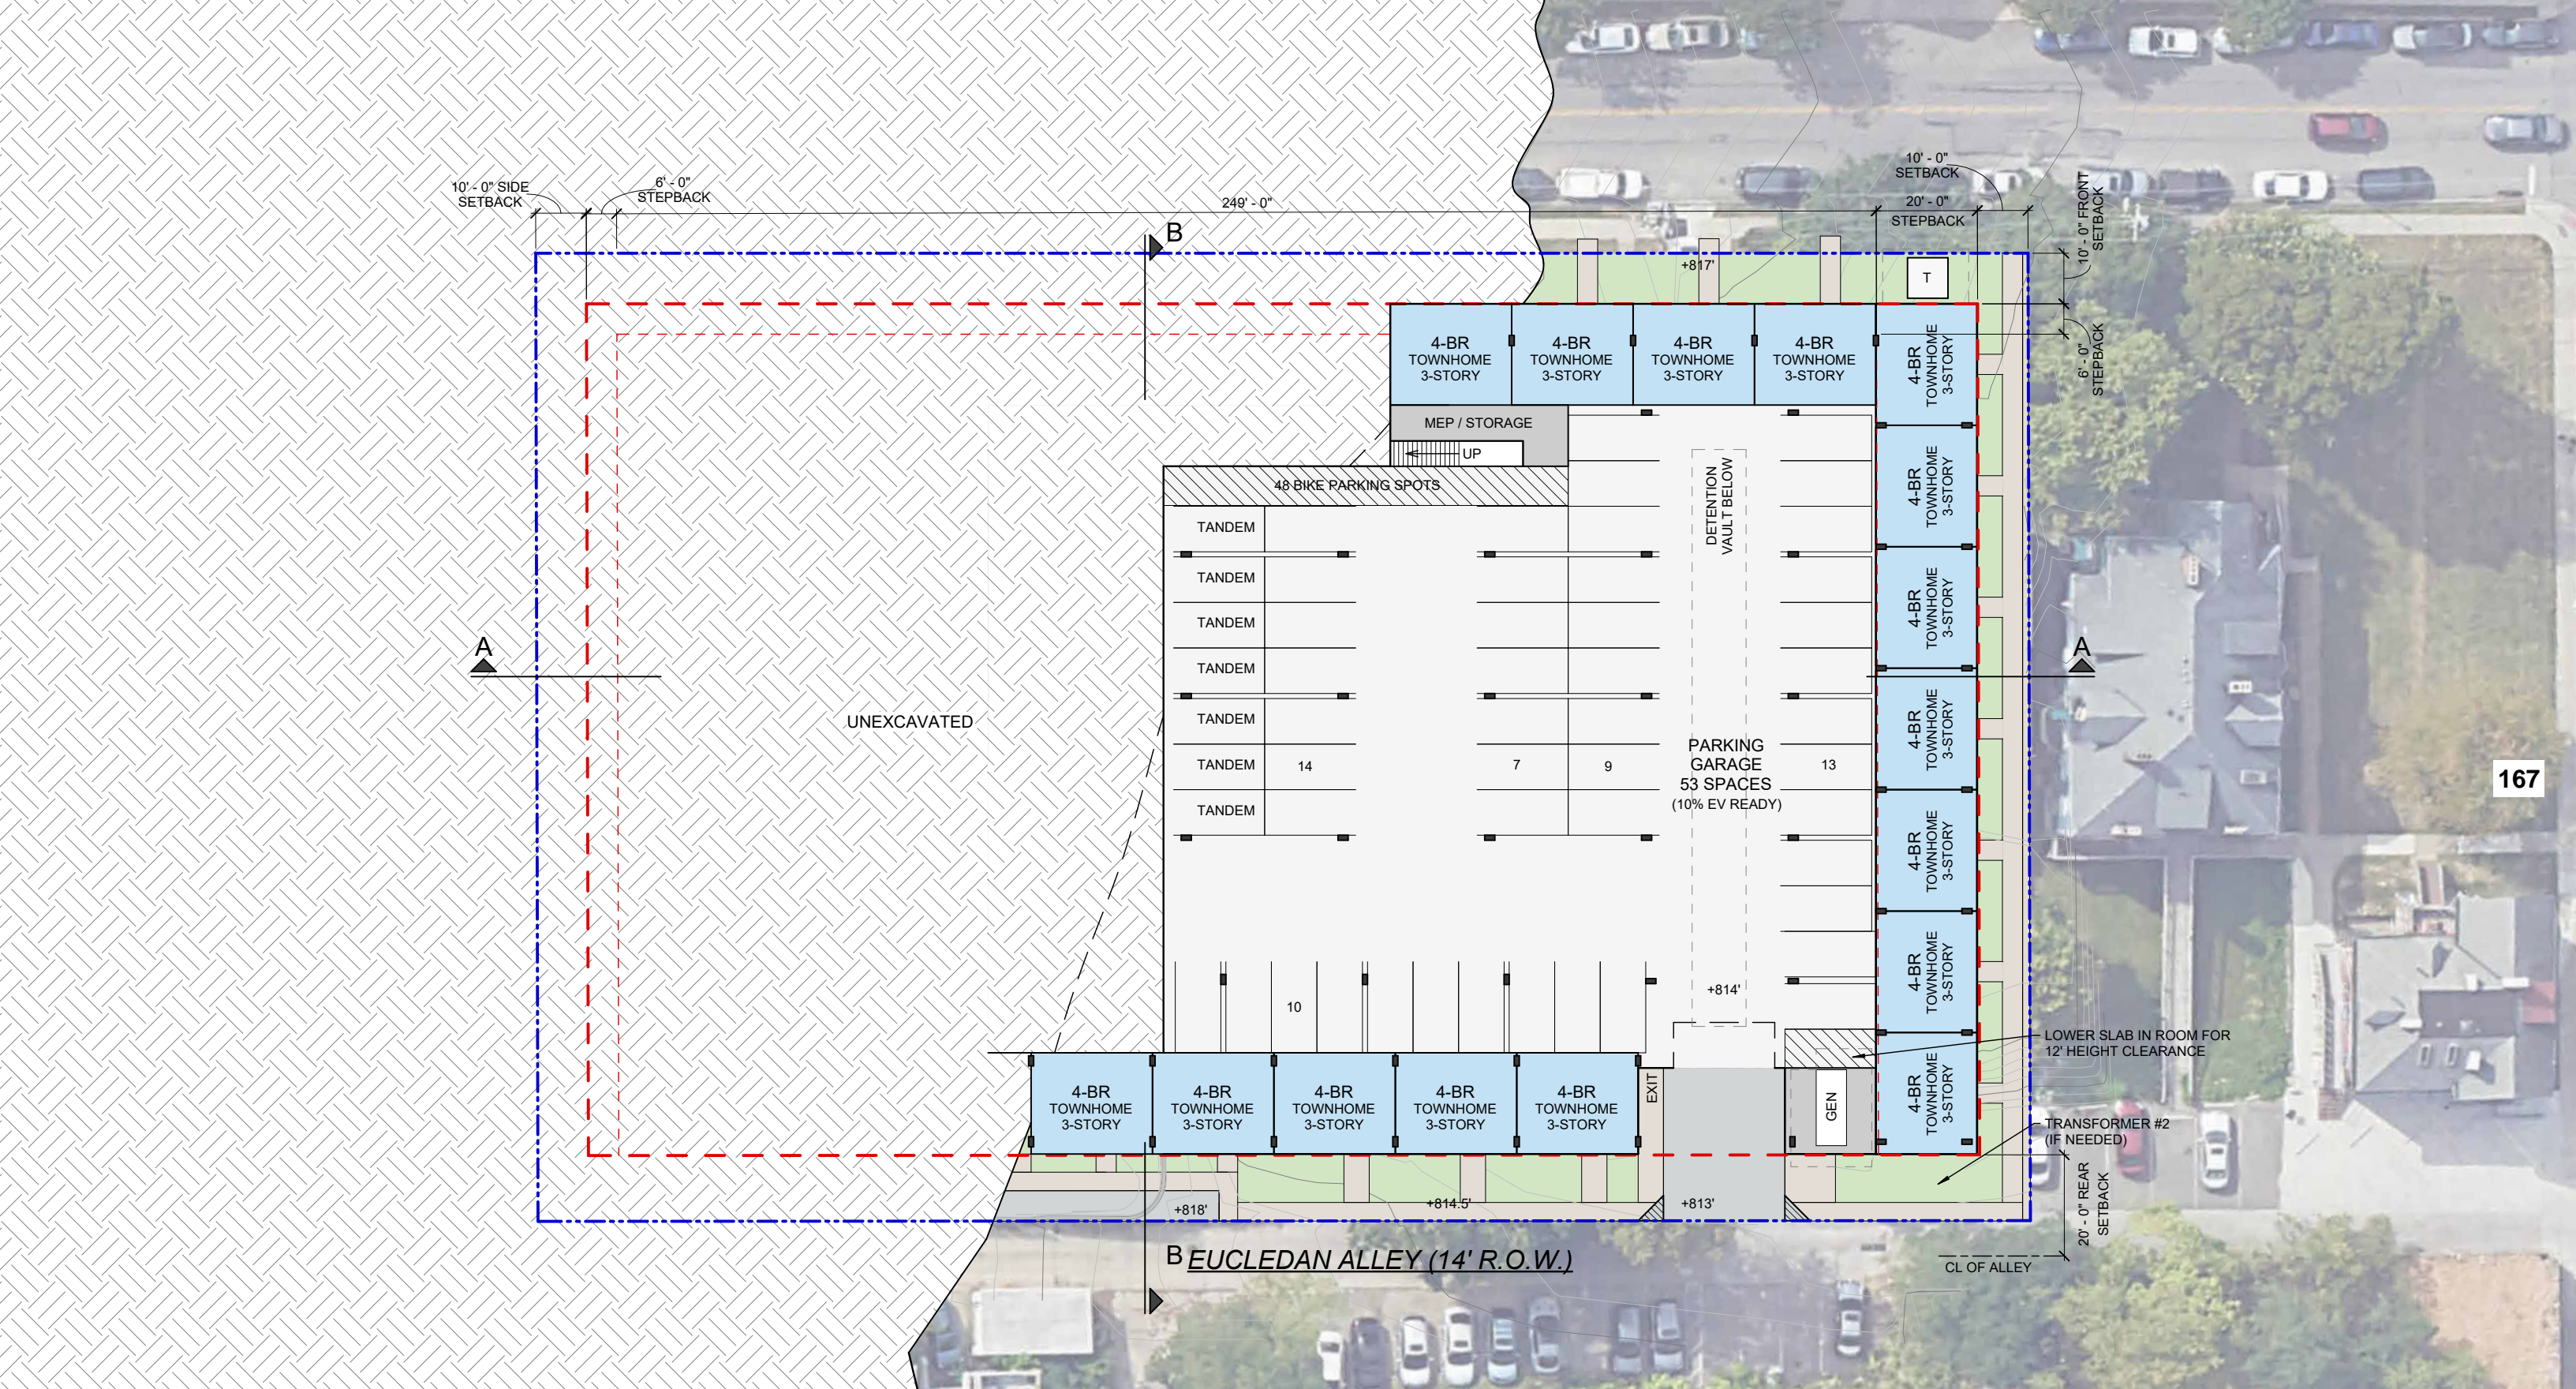 10' - 0" SIDE
SETBACK
6' - 0"
STEPBACK
249' - 0"
10' - 0"
SETBACK
20' - 0"
STEPBACK
10' - 0" FRONT
SETBACK
6' - 0"
STEPBACK
B
+817'
T
4-BR
TOWNHOME
3-STORY
4-BR
TOWNHOME
3-STORY
4-BR
TOWNHOME
3-STORY
4-BR
TOWNHOME
3-STORY
4-BR
TOWNHOME
3-STORY
MEP / STORAGE
UP
48 BIKE PARKING SPOTS
DETENTION
VAULT BELOW
4-BR
TOWNHOME
3-STORY
TANDEM
TANDEM
TANDEM
TANDEM
4-BR
TOWNHOME
3-STORY
A
A
UNEXCAVATED
TANDEM
TANDEM
TANDEM
14
7
9
13
PARKING
GARAGE
53 SPACES
(10% EV READY)
4-BR
TOWNHOME
3-STORY
167
4-BR
TOWNHOME
3-STORY
4-BR
TOWNHOME
3-STORY
10
+814'
LOWER SLAB IN ROOM FOR
12' HEIGHT CLEARANCE
4-BR
TOWNHOME
3-STORY
4-BR
TOWNHOME
3-STORY
4-BR
TOWNHOME
3-STORY
4-BR
TOWNHOME
3-STORY
4-BR
TOWNHOME
3-STORY
4-BR
TOWNHOME
3-STORY
EXIT
GEN
TRANSFORMER #2
(IF NEEDED)
+818'
+814.5'
+813'
20' - 0" REAR
SETBACK
B
EUCLEDAN ALLEY (14' R.O.W.)
CL OF ALLEY